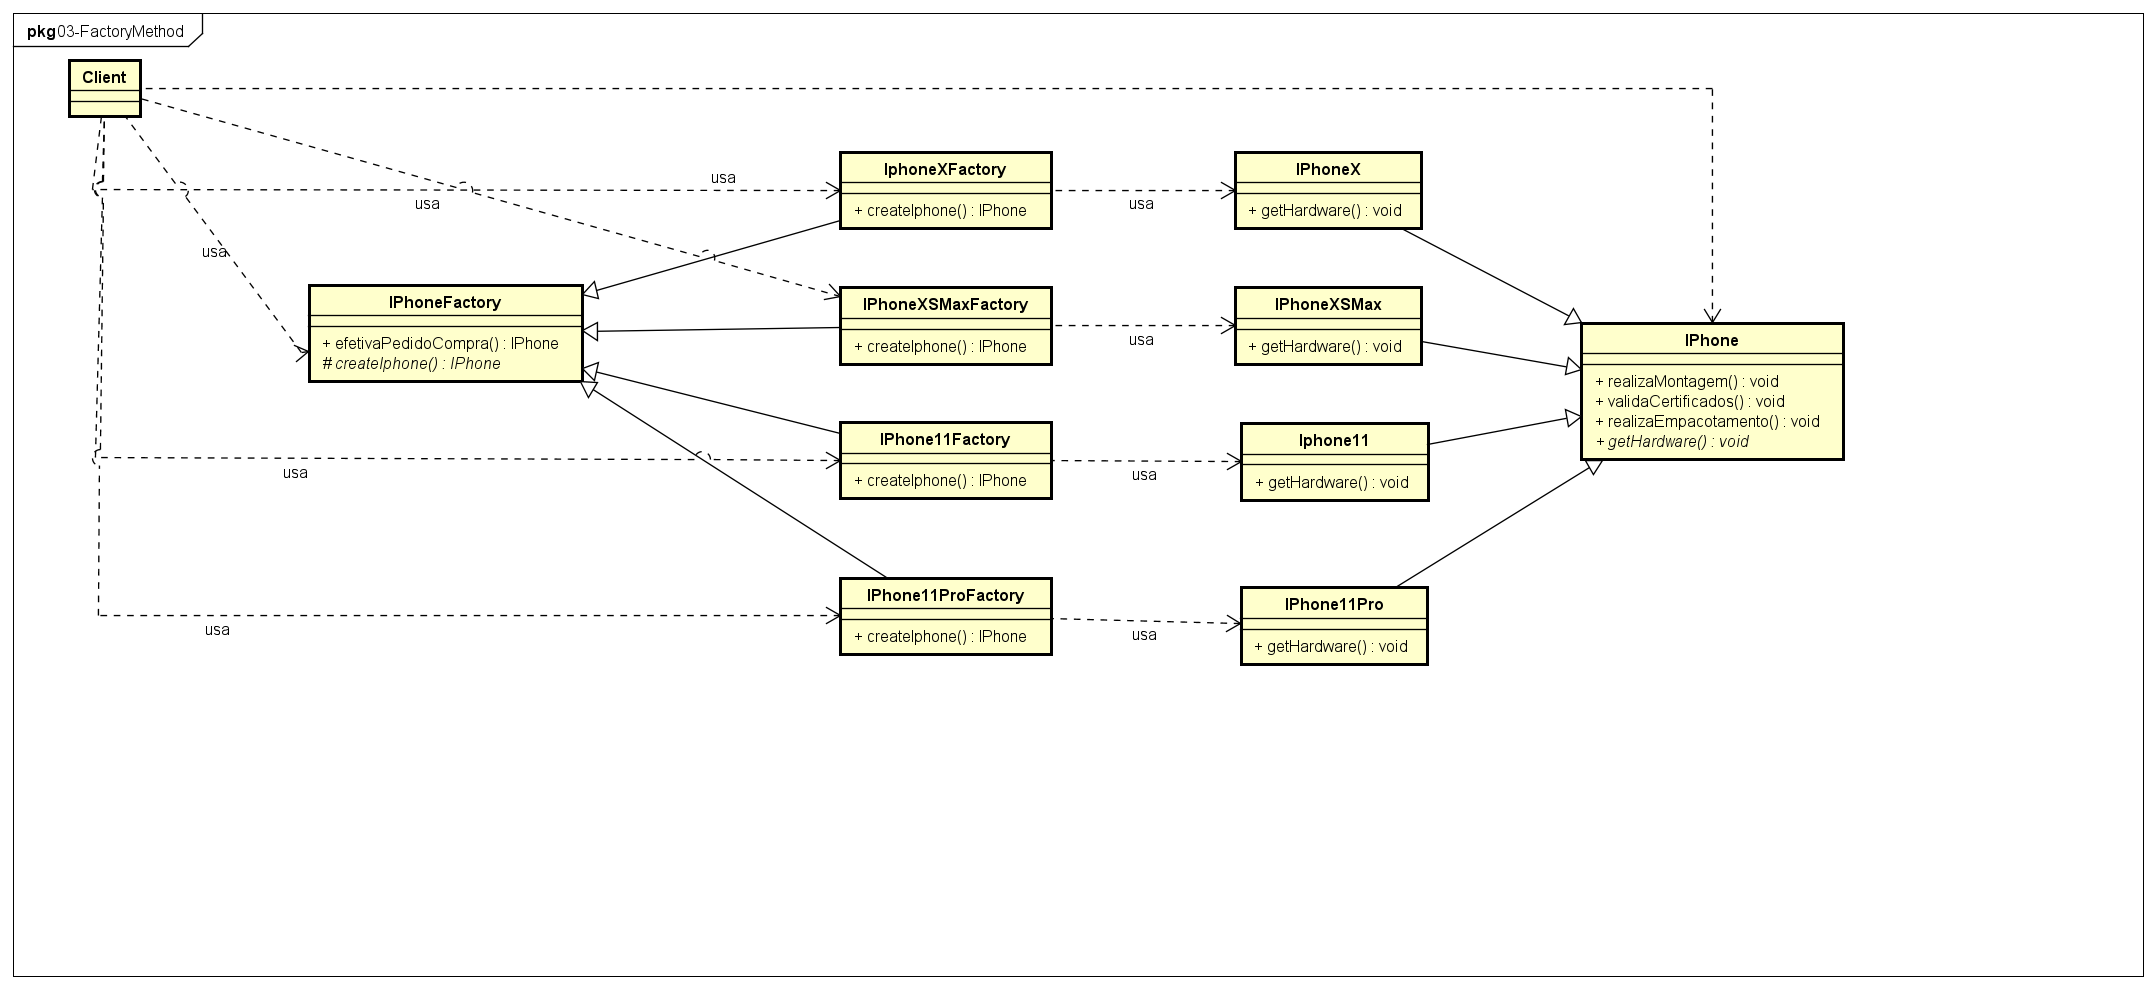 pkg 03-FactoryMethod
Client
usa
usa
usa
usa
usa
IphoneXFactory
+ createIphone() : IPhone
usa
IPhoneX
+ getHardware() : void
IPhoneFactory
+ efetivaPedidoCompra() : IPhone
# createIphone() : IPhone
IPhoneXSMaxFactory
+ createIphone() : IPhone
usa
IPhoneXSMax
+ getHardware() : void
IPhone
+ realizaMontagem() : void
+ validaCertificados() : void
+ realizaEmpacotamento() : void
+ getHardware() : void
IPhone11Factory
+ createIphone() : IPhone
usa
Iphone11
+ getHardware() : void
IPhone11ProFactory
+ createIphone() : IPhone
usa
IPhone11Pro
+ getHardware() : void